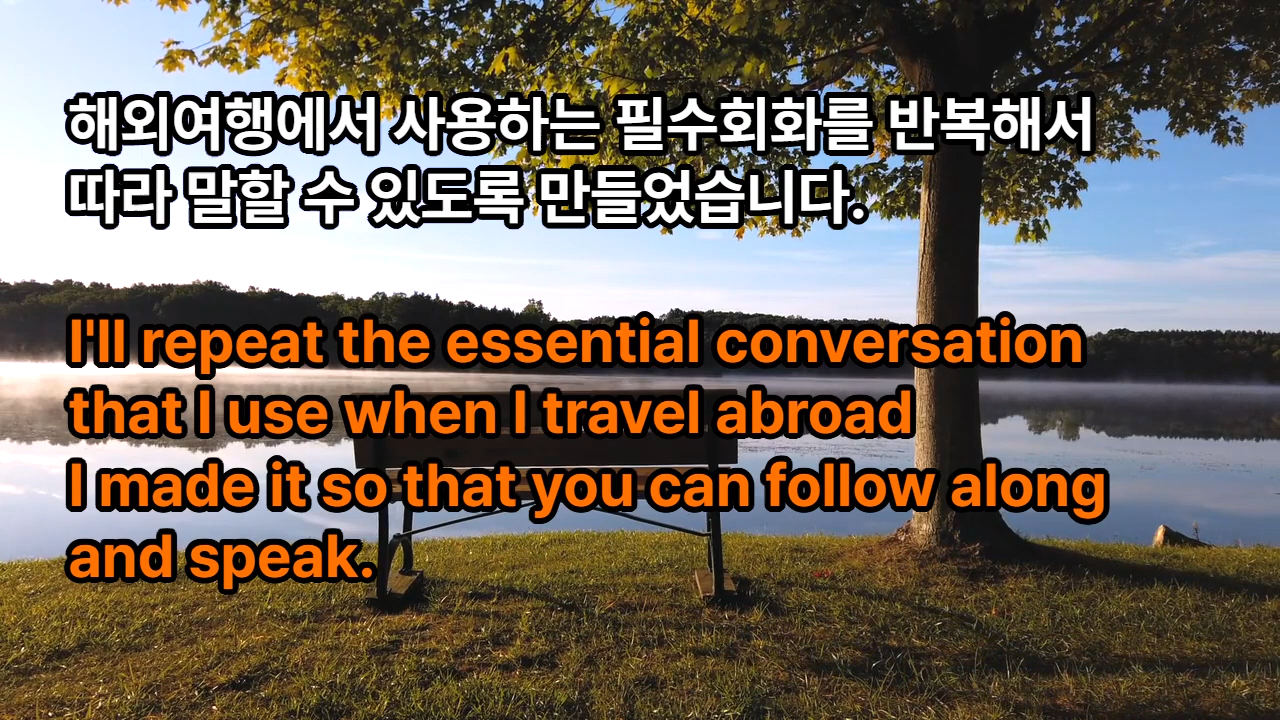 해외여행에서 사용하는 필수회화를 반복해서
따라 말할 수 있도록 만들었습니다.
I'll repeat the essential conversation
that I use when I travel abroad
I made it so that you can follow along
and speak.